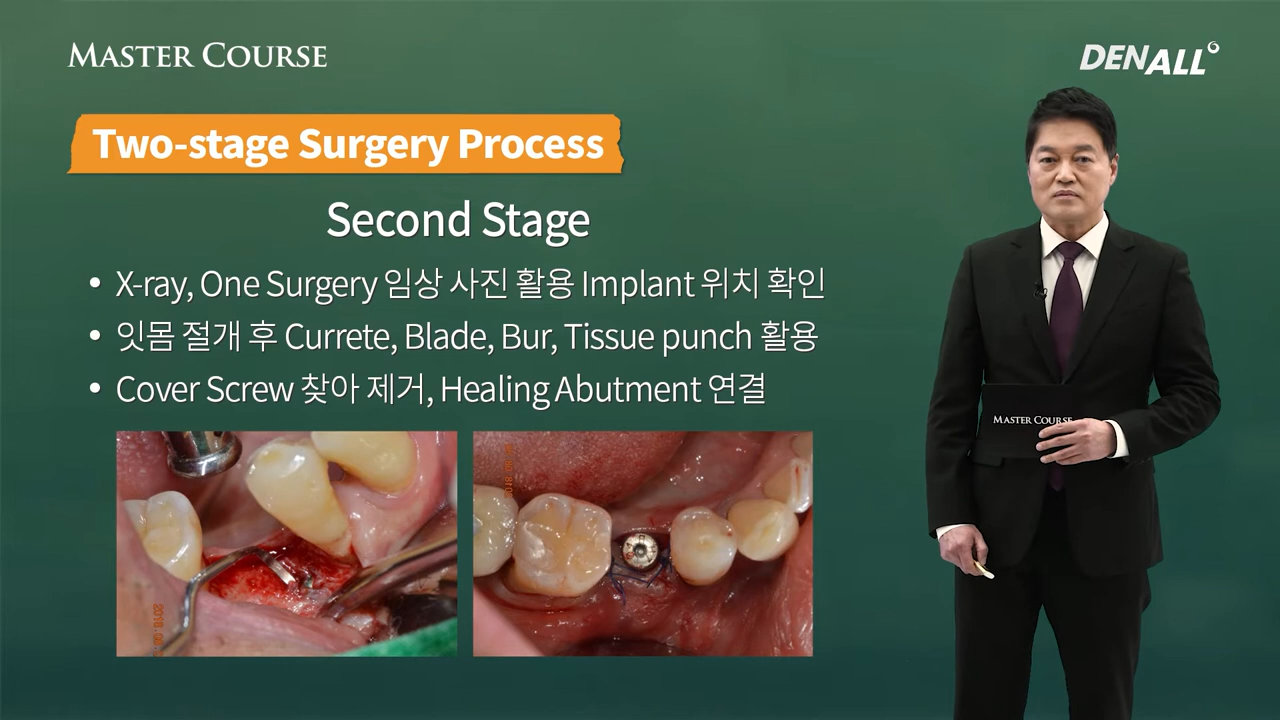 MASTER COURSE
DENALL
Two-stage Surgery Process
Second Stage
• X-ray, One Surgery 임상 사진 활용 Implant 위치 확인
• 잇몸 절개 후 Currete, Blade, Bur, Tissue punch 활용
• Cover Screw 찾아 제거, Healing Abutment 연결
MASTER COURSE